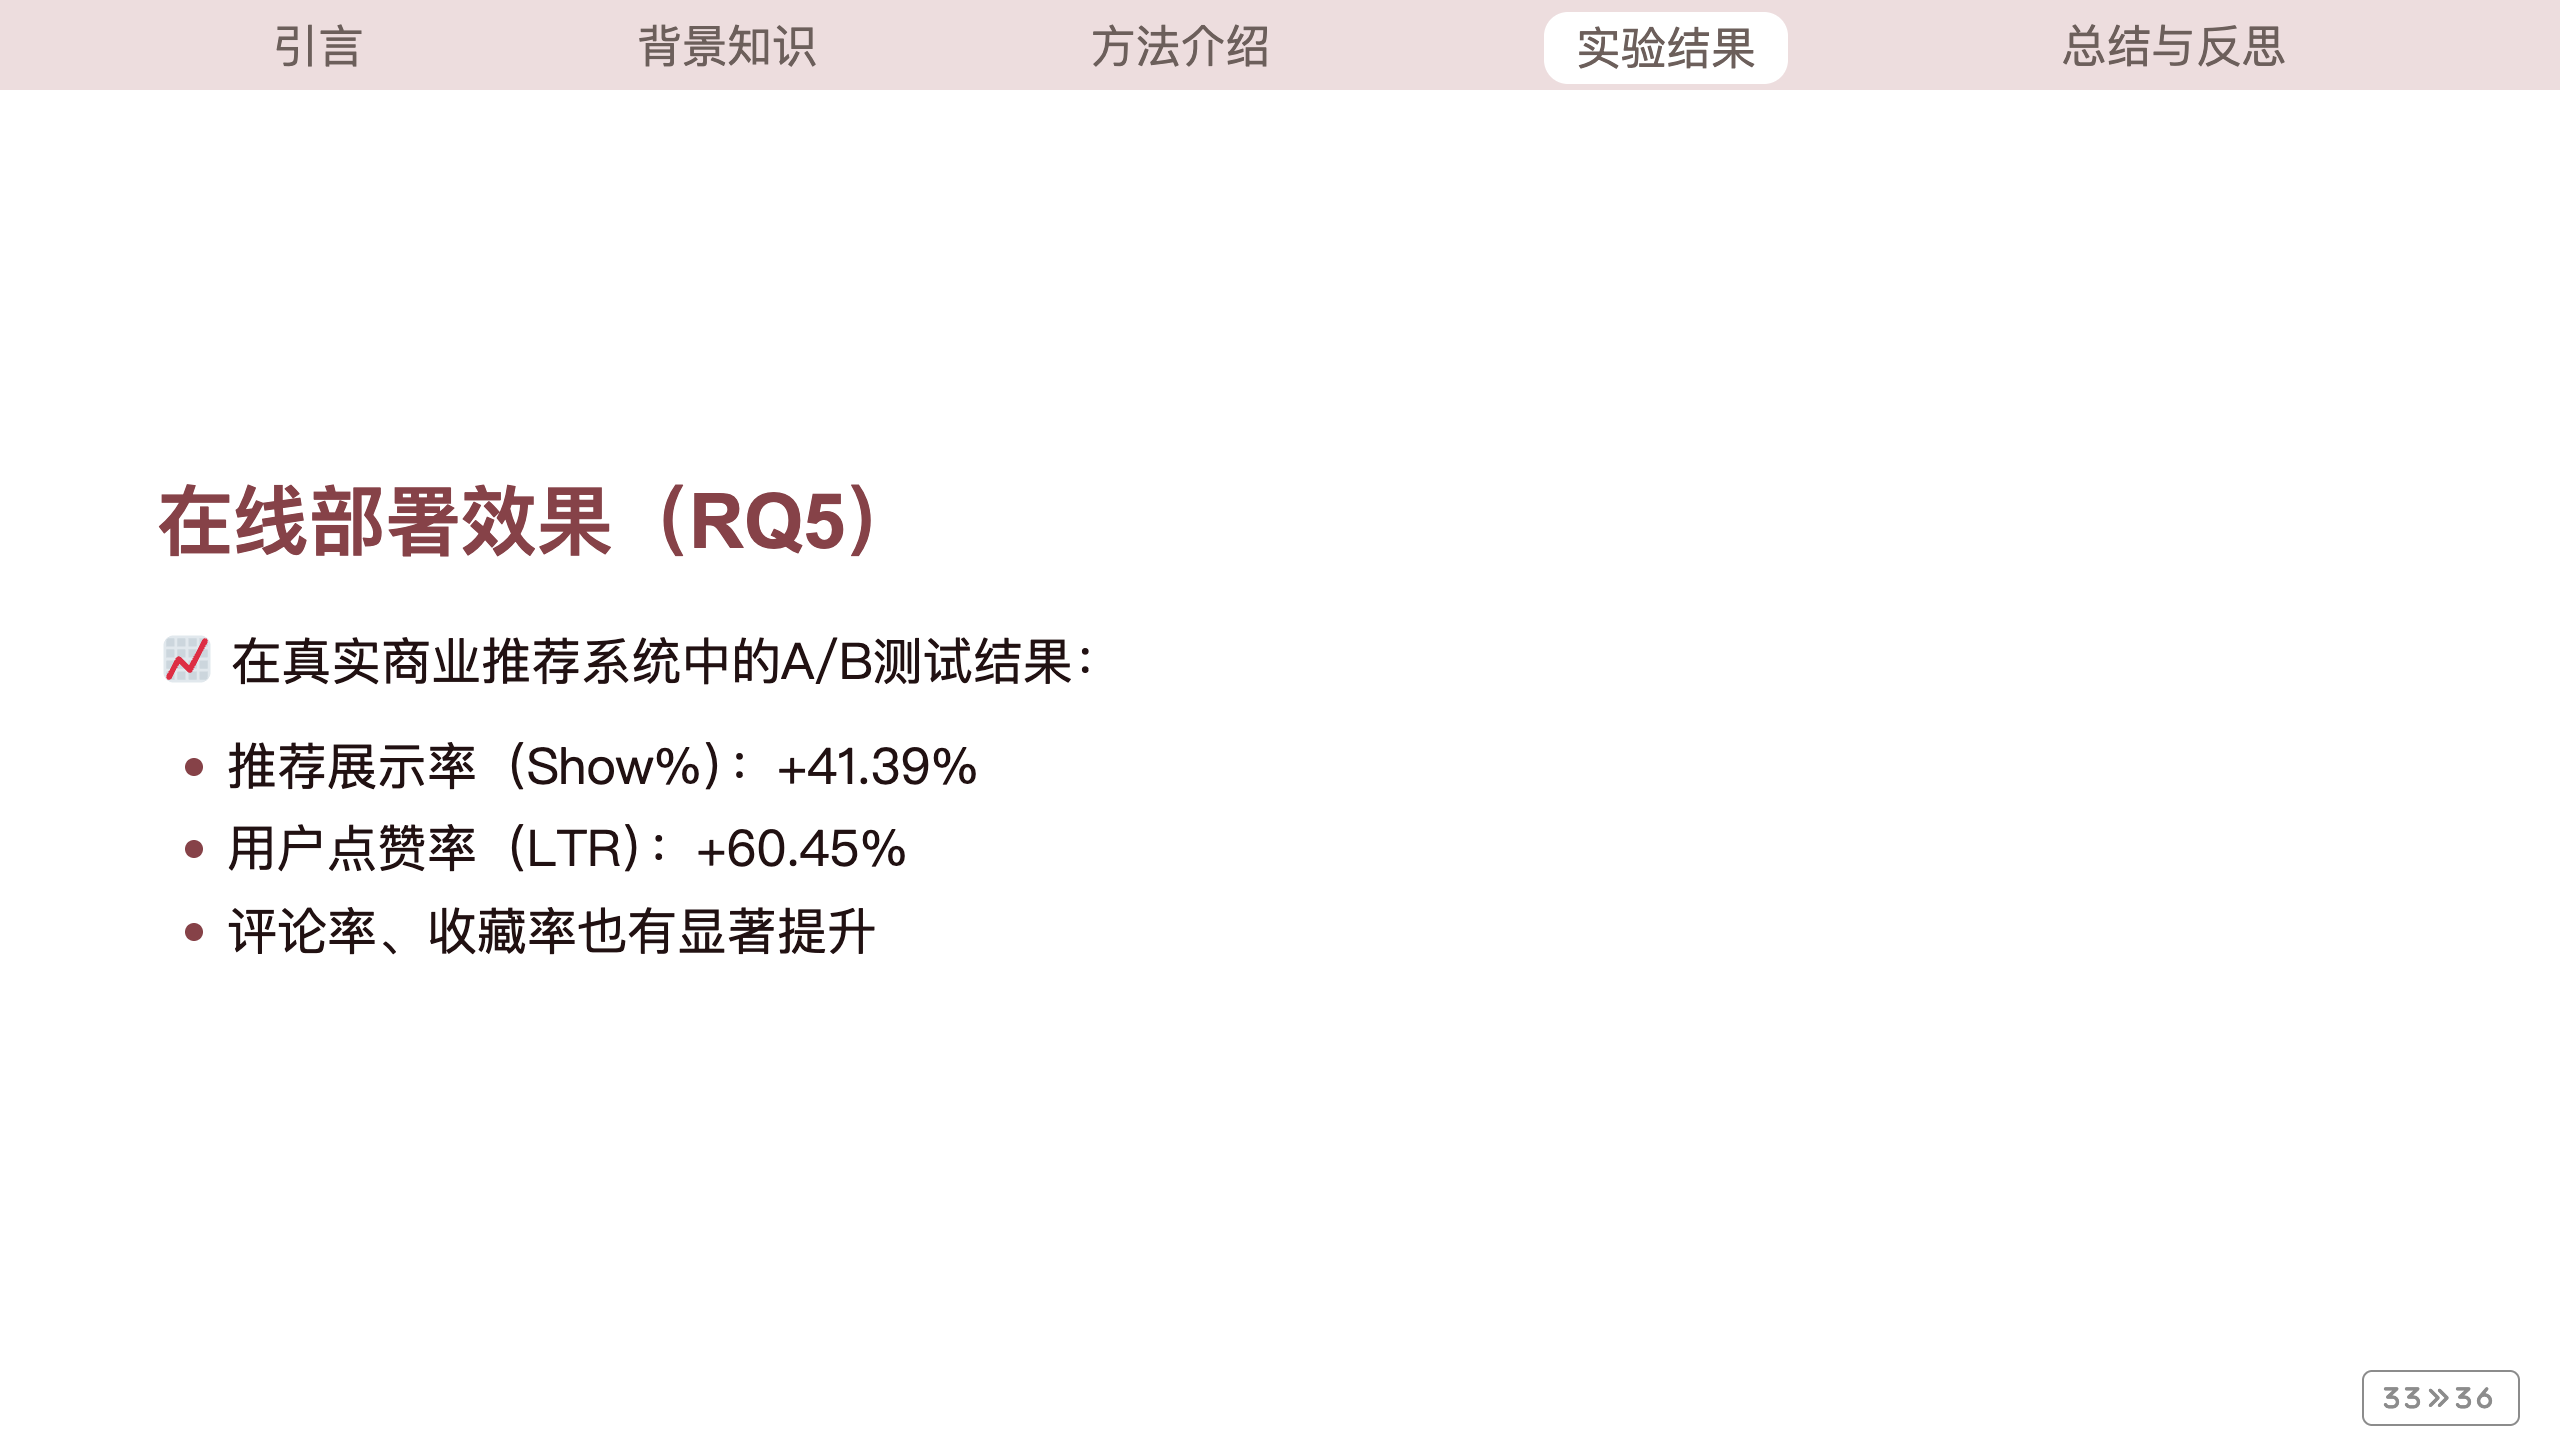 引言 背景知识 方法介绍 实验结果 总结与反思
在线部署效果（RQ5）
📈 在真实商业推荐系统中的A/B测试结果：
• 推荐展示率（Show%）：+41.39%
• 用户点赞率（LTR）：+60.45%
• 评论率、收藏率也有显著提升
33»36